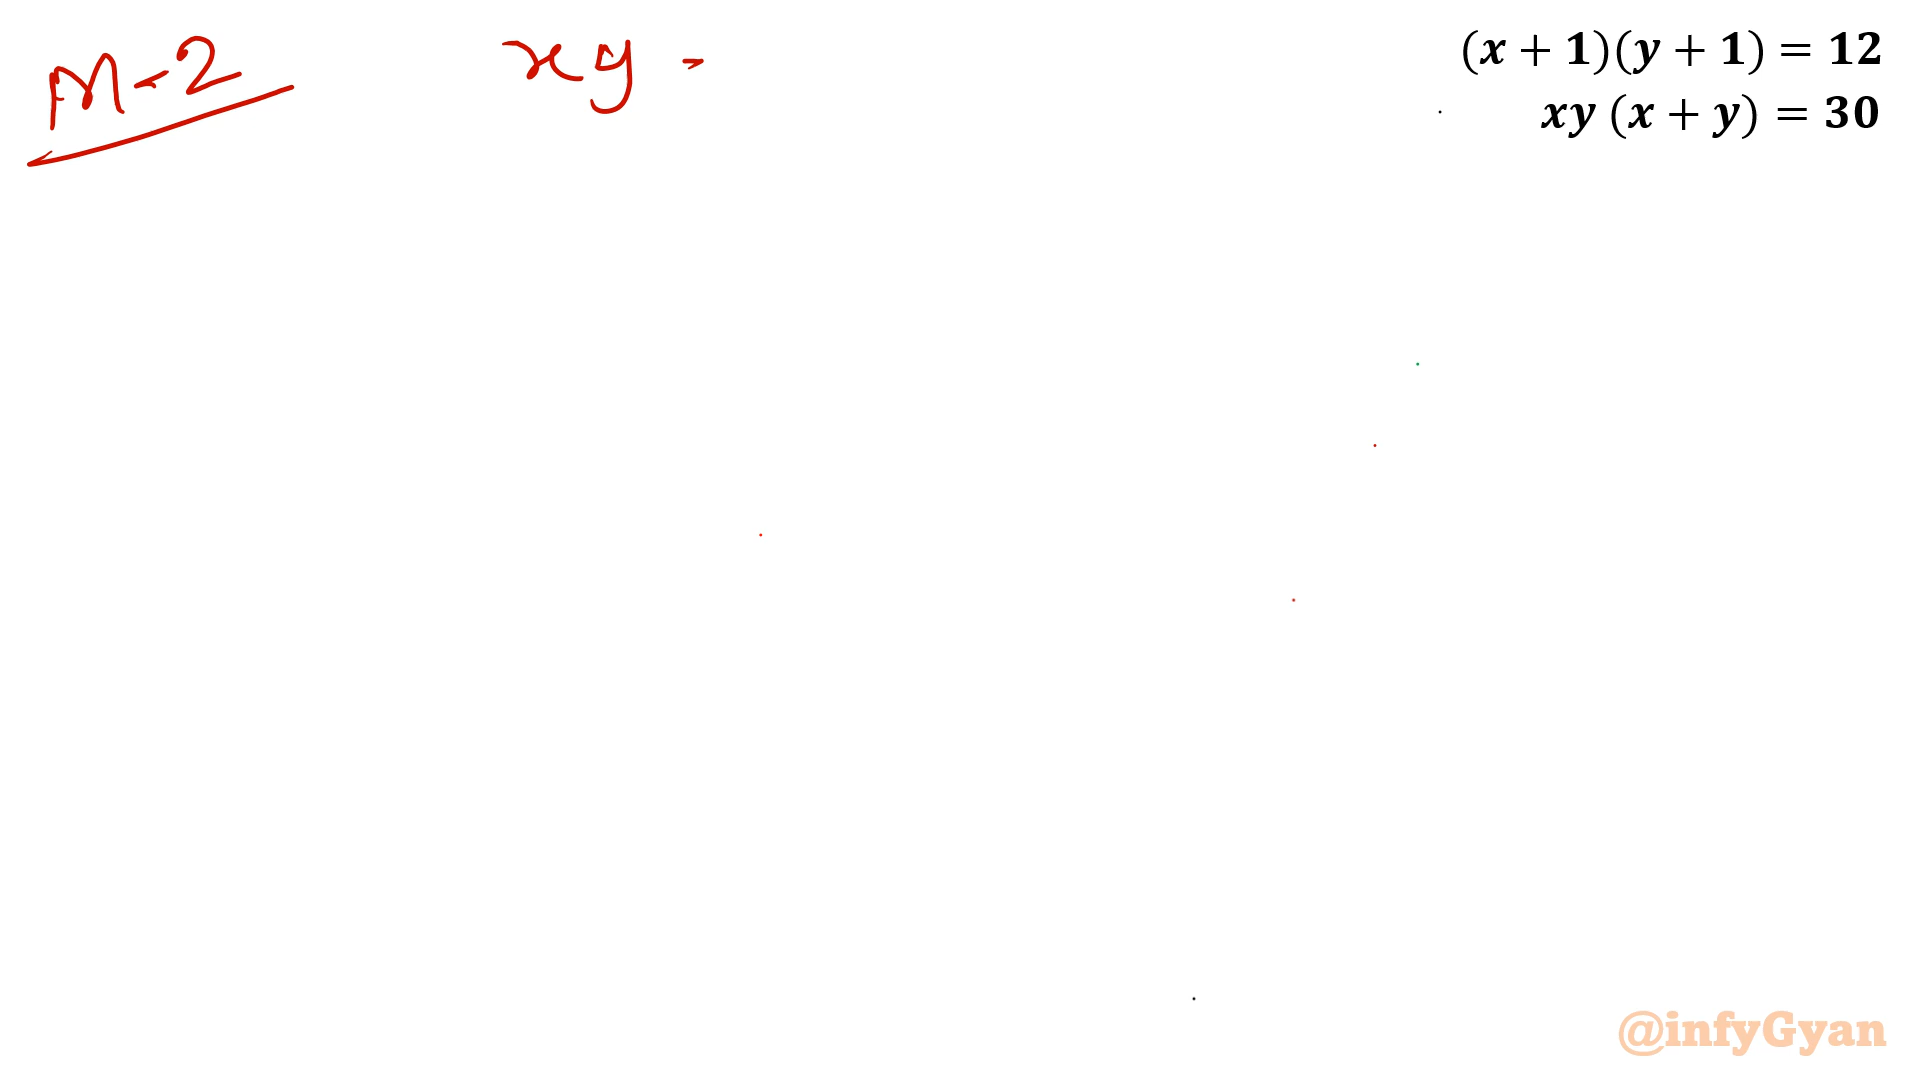 M-2
xy =
(x + 1)(y + 1) = 12
xy (x + y) = 30
@infyGyan